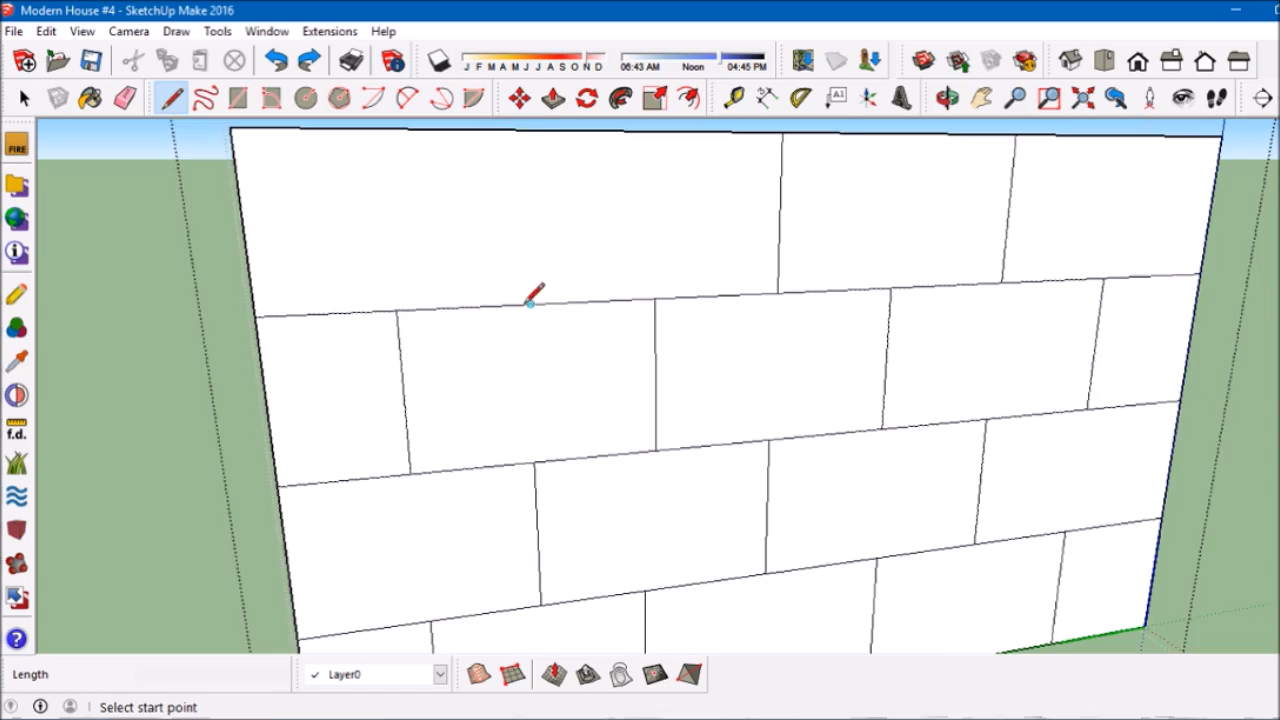 Modern House #4 - SketchUp Make 2016
File Edit View Camera Draw Tools Window Extensions Help
J F M A M J J A S O N D
06:43 AM Noon 04:45 PM
A1
FIRE
f.d.
Length
Layer0
Select start point